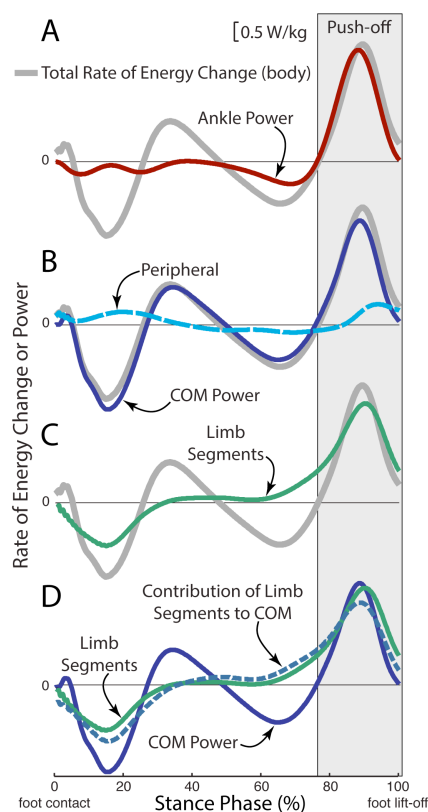 A
[0.5 W/kg
Push-off
Total Rate of Energy Change (body)
Ankle Power
0
B
Peripheral
0
COM Power
Rate of Energy Change or Power
C
Limb
Segments
0
D
Contribution of Limb
Segments to COM
Limb
Segments
0
COM Power
0 20 40 60 80 100
foot contact Stance Phase (%) foot lift-off